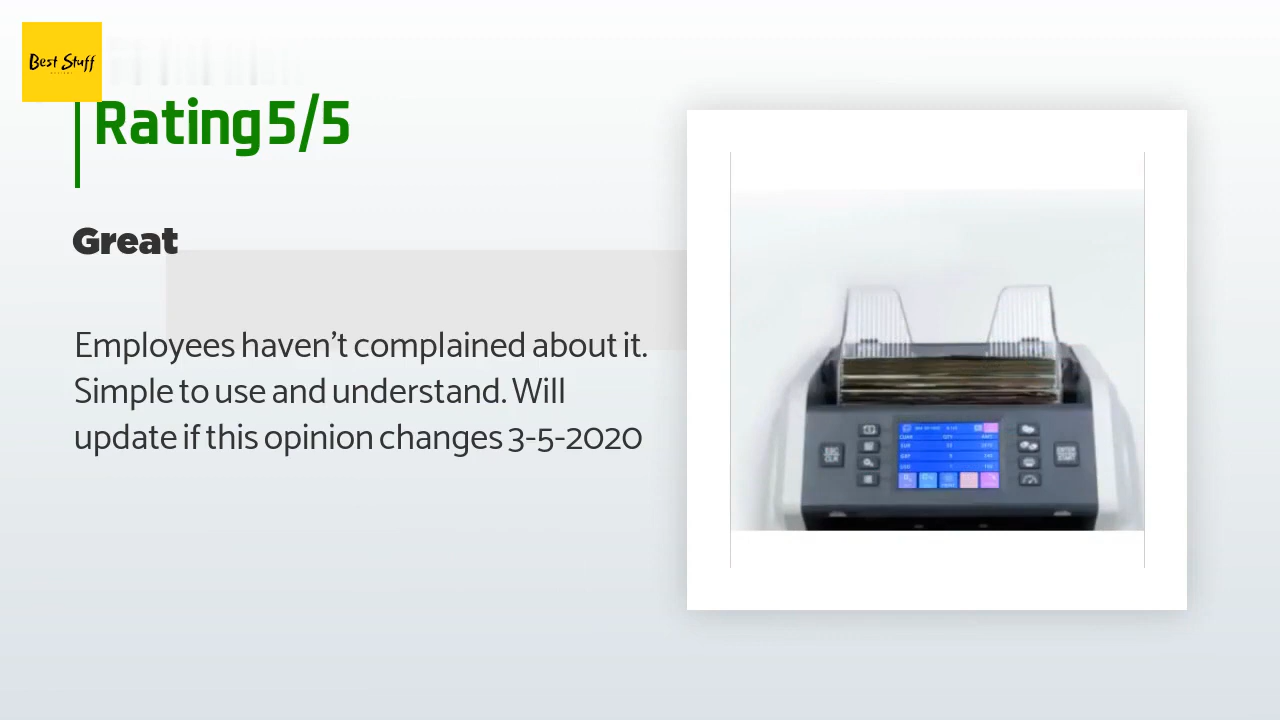 Best Stuff
Rating 5/5
Great
Employees haven't complained about it.
Simple to use and understand. Will
update if this opinion changes 3-5-2020